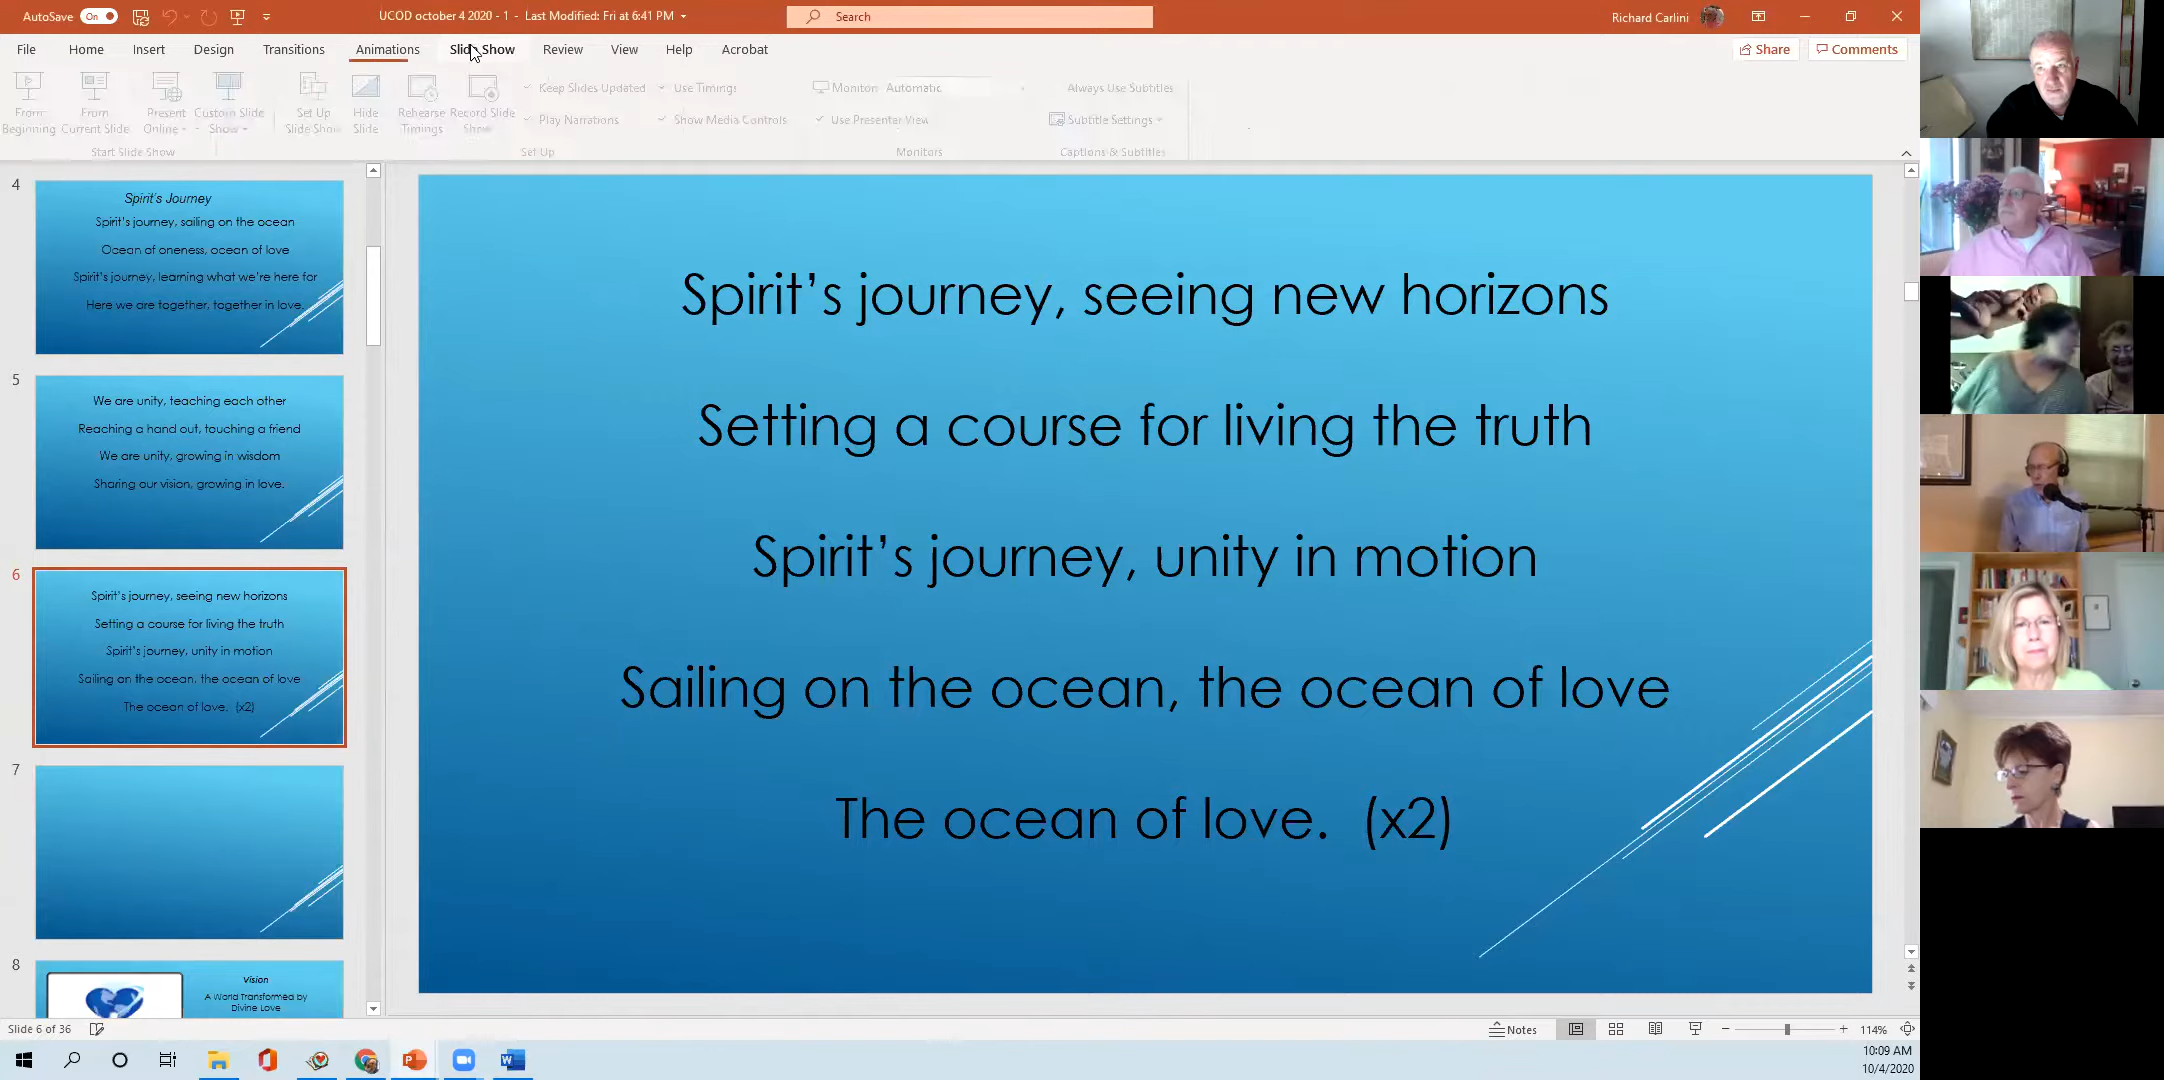 AutoSave On
UCOD october 4 2020 - 1 - Last Modified: Fri at 6:41 PM
Search
Richard Carlini
File Home Insert Design Transitions Animations Slide Show Review View Help Acrobat
Share Comments
From Beginning
From Current Slide
Present Online
Custom Slide Show
Set Up Slide Show
Hide Slide
Rehearse Timings
Record Slide Show
Keep Slides Updated
Use Timings
Play Narrations
Show Media Controls
Monitor Automatic
Use Presenter View
Always Use Subtitles
Subtitle Settings
Start Slide Show
Set Up
Monitors
Captions & Subtitles
4
Spirit's Journey
Spirit's journey, sailing on the ocean
Ocean of oneness, ocean of love
Spirit's journey, learning what we're here for
Here we are together, together in love.
5
We are unity, teaching each other
Reaching a hand out, touching a friend
We are unity, growing in wisdom
Sharing our vision, growing in love.
6
Spirit's journey, seeing new horizons
Setting a course for living the truth
Spirit's journey, unity in motion
Sailing on the ocean, the ocean of love
The ocean of love. (x2)
7
8
Vision
A World Transformed by
Divine Love
Spirit's journey, seeing new horizons
Setting a course for living the truth
Spirit's journey, unity in motion
Sailing on the ocean, the ocean of love
The ocean of love. (x2)
Slide 6 of 36
Notes
114%
10:09 AM
10/4/2020